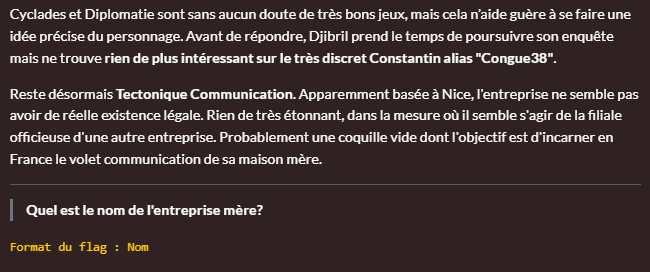 Cyclades et Diplomatie sont sans aucun doute de très bons jeux, mais cela n'aide guère à se faire une
idée précise du personnage. Avant de répondre, Djibril prend le temps de poursuivre son enquête
mais ne trouve rien de plus intéressant sur le très discret Constantin alias "Congue38".
Reste désormais Tectonique Communication. Apparemment basée à Nice, l'entreprise ne semble pas
avoir de réelle existence légale. Rien de très étonnant, dans la mesure où il semble s'agir de la filiale
officieuse d'une autre entreprise. Probablement une coquille vide dont l'objectif est d'incarner en
France le volet communication de sa maison mère.
Quel est le nom de l'entreprise mère?
Format du flag : Nom